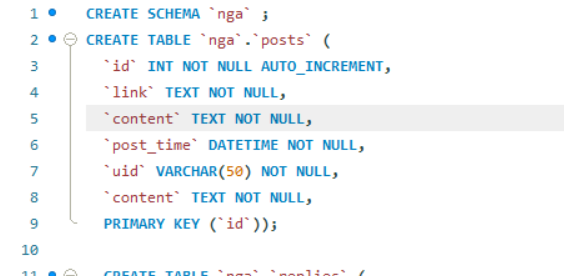 1 CREATE SCHEMA `nga` ;
2 CREATE TABLE `nga`.`posts` (
3 `id` INT NOT NULL AUTO_INCREMENT,
4 `link` TEXT NOT NULL,
5 `content` TEXT NOT NULL,
6 `post_time` DATETIME NOT NULL,
7 `uid` VARCHAR(50) NOT NULL,
8 `content` TEXT NOT NULL,
9 PRIMARY KEY (`id`));
10
11 CREATE TABLE `nga`.`replies` (